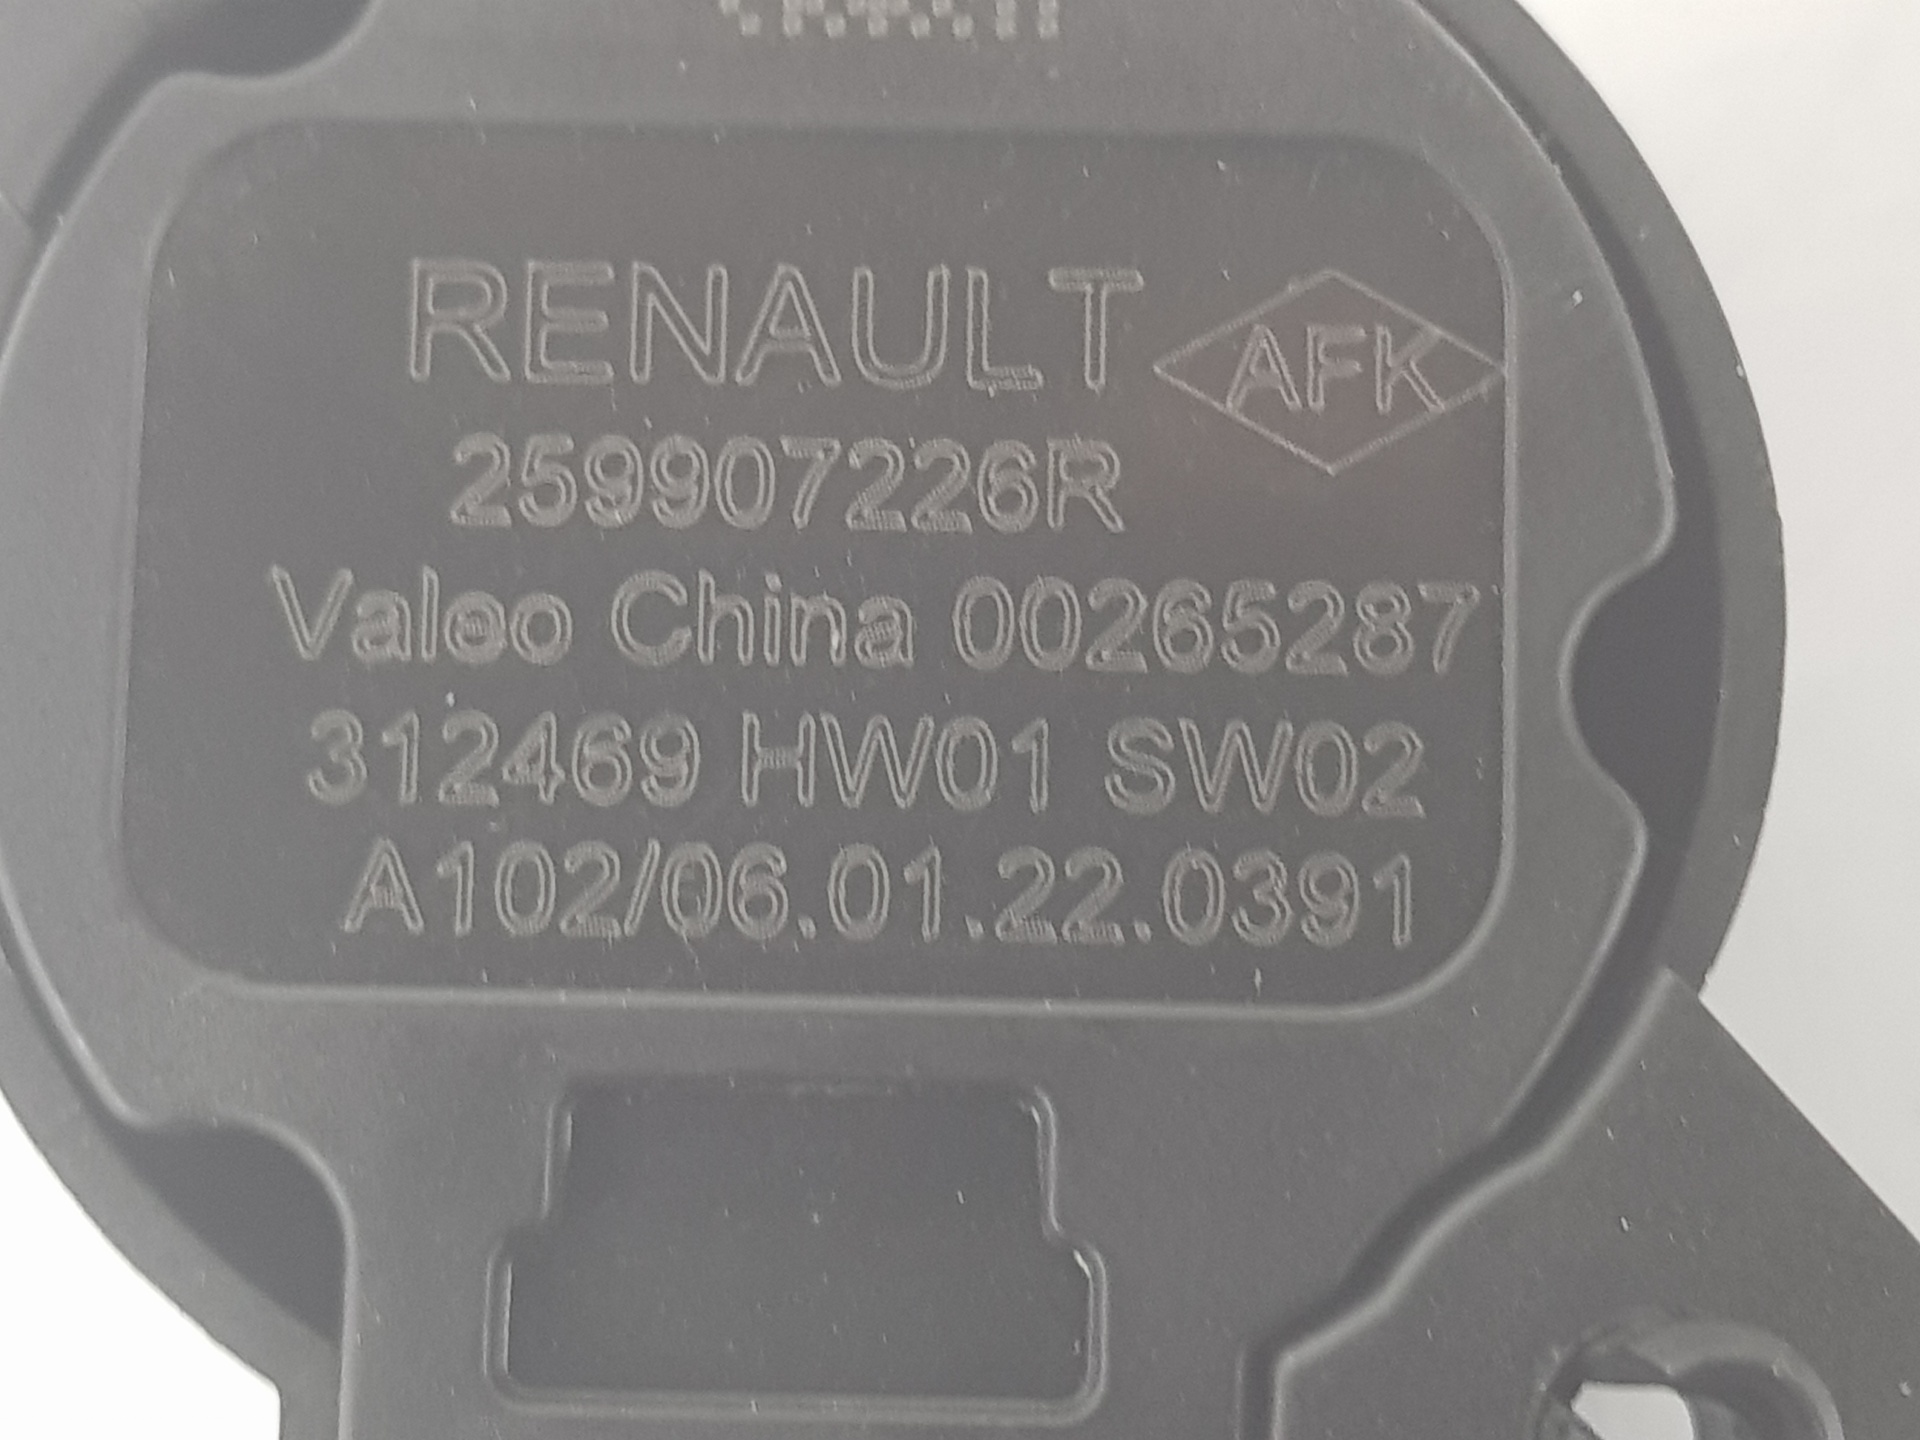 RENAULT AFK
259907226R
Valeo China 00265287
312469 HW01 SW02
A102/06.01.22.0391